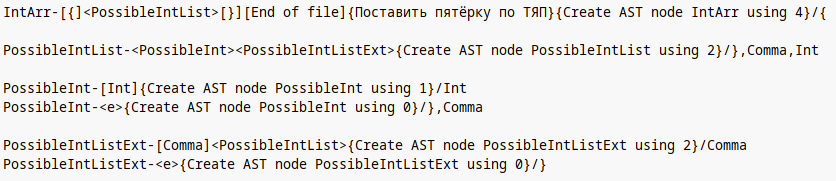 IntArr-[{]<PossibleIntList>[}][End of file]{Поставить пятёрку по ТЯП}{Create AST node IntArr using 4}/{
PossibleIntList-<PossibleInt><PossibleIntListExt>{Create AST node PossibleIntList using 2}/},Comma,Int
PossibleInt-[Int]{Create AST node PossibleInt using 1}/Int
PossibleInt-<e>{Create AST node PossibleInt using 0}/},Comma
PossibleIntListExt-[Comma]<PossibleIntList>{Create AST node PossibleIntListExt using 2}/Comma
PossibleIntListExt-<e>{Create AST node PossibleIntListExt using 0}/}